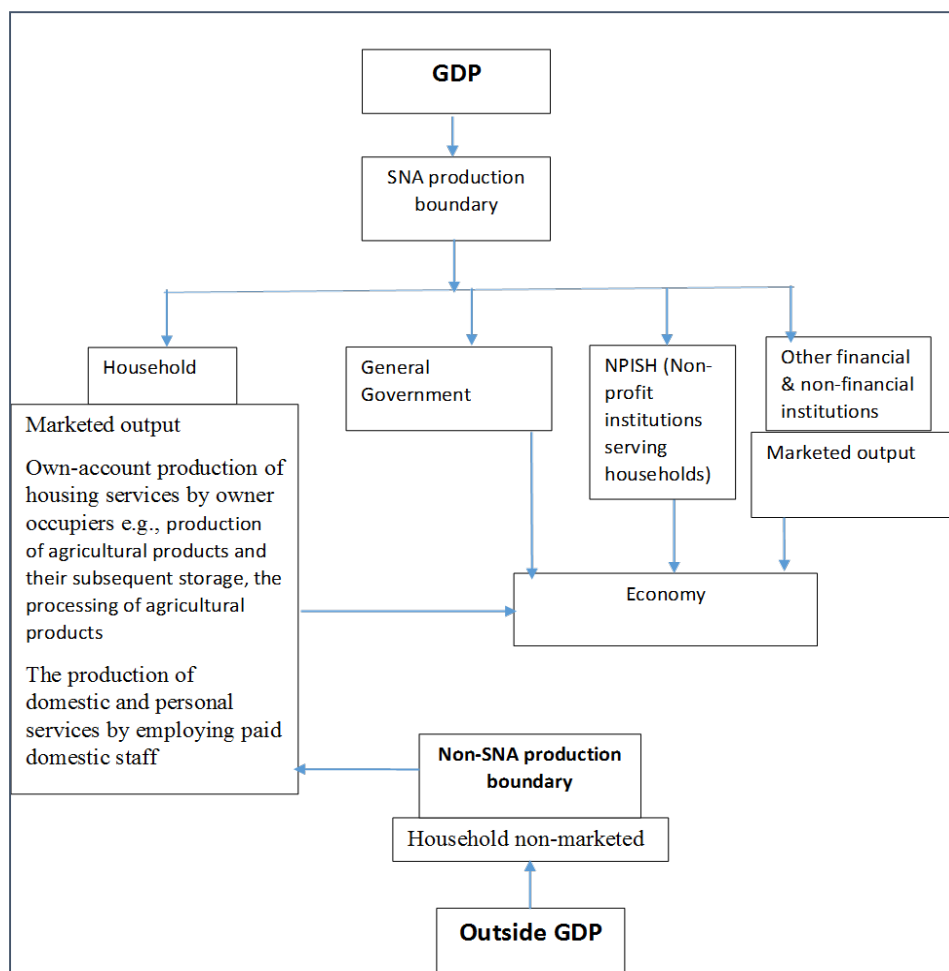 GDP
SNA production
boundary
Household
Marketed output
Own-account production of
housing services by owner
occupiers e.g., production
of agricultural products and
their subsequent storage, the
processing of agricultural
products
The production of
domestic and personal
services by employing paid
domestic staff
General
Government
NPISH (Non-
profit
institutions
serving
households)
Other financial
& non-financial
institutions
Marketed output
Economy
Non-SNA production
boundary
Household non-marketed
Outside GDP